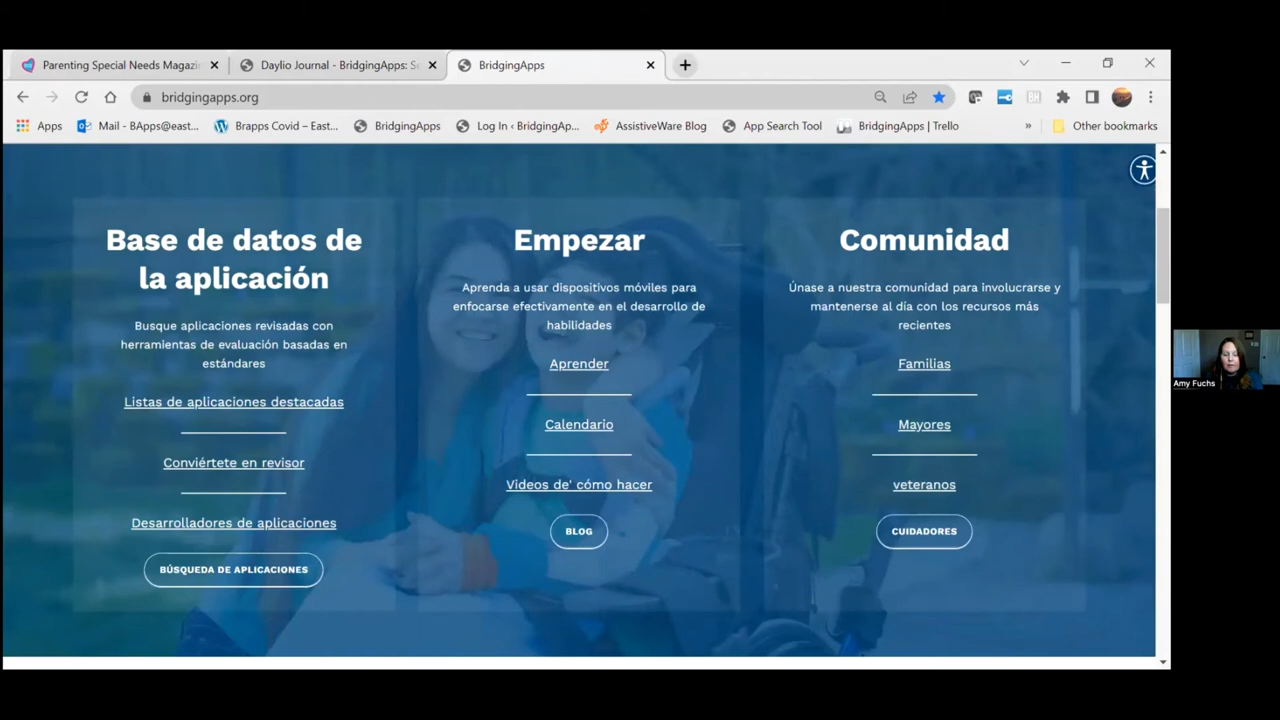 Parenting Special Needs Magazi
Daylio Journal - BridgingApps: S
BridgingApps
bridgingapps.org
Apps
Mail - BApps@east...
Brapps Covid – East...
BridgingApps
Log In ‹ BridgingAp...
AssistiveWare Blog
App Search Tool
BridgingApps | Trello
»
Other bookmarks
Base de datos de
la aplicación
Busque aplicaciones revisadas con
herramientas de evaluación basadas en
estándares
Listas de aplicaciones destacadas
Conviértete en revisor
Desarrolladores de aplicaciones
BÚSQUEDA DE APLICACIONES
Empezar
Aprenda a usar dispositivos móviles para
enfocarse efectivamente en el desarrollo de
habilidades
Aprender
Calendario
Videos de' cómo hacer
BLOG
Comunidad
Únase a nuestra comunidad para involucrarse y
mantenerse al día con los recursos más
recientes
Familias
Mayores
veteranos
CUIDADORES
Amy Fuchs